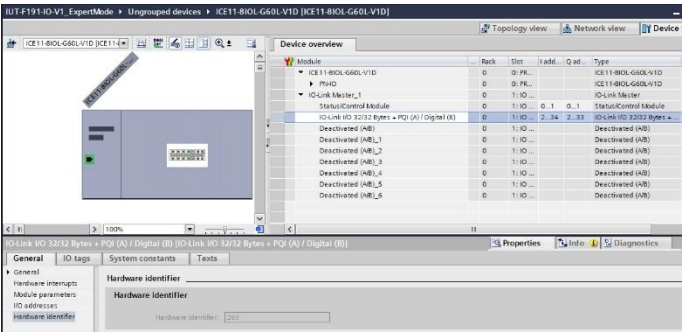 IUT-F191-IO-V1_ExpertMode ▸ Ungrouped devices ▸ ICE11-8IOL-G60L-V1D [ICE11-8IOL-G60L-V1D]
Topology view Network view Device
ICE11-8IOL-G60L-V1D [ICE11-
Device overview
Module ... Rack Slot I add... Q ad... Type
ICE11-8IOL-G60L-V1D 0 0: PR... ICE11-8IOL-G60L-V1D
PN-IO 0 0: PR... ICE11-8IOL-G60L-V1D
IO-Link Master_1 0 1: IO ... IO-Link Master
Status/Control Module 0 1: IO ... 0...1 0...1 Status/Control Module
IO-Link I/O 32/32 Bytes + PQI (A) / Digital (B) 0 1: IO ... 2...34 2...33 IO-Link I/O 32/32 Bytes + ...
Deactivated (A/B) 0 1: IO ... Deactivated (A/B)
Deactivated (A/B)_1 0 1: IO ... Deactivated (A/B)
Deactivated (A/B)_2 0 1: IO ... Deactivated (A/B)
Deactivated (A/B)_3 0 1: IO ... Deactivated (A/B)
Deactivated (A/B)_4 0 1: IO ... Deactivated (A/B)
Deactivated (A/B)_5 0 1: IO ... Deactivated (A/B)
Deactivated (A/B)_6 0 1: IO ... Deactivated (A/B)
ICE11-8IOL-G60L-...
100%
IO-Link I/O 32/32 Bytes + PQI (A) / Digital (B) [IO-Link I/O 32/32 Bytes + PQI (A) / Digital (B)]
Properties Info Diagnostics
General IO tags System constants Texts
General
Hardware interrupts
Module parameters
I/O addresses
Hardware identifier
Hardware identifier
Hardware identifier
Hardware identifier: 265